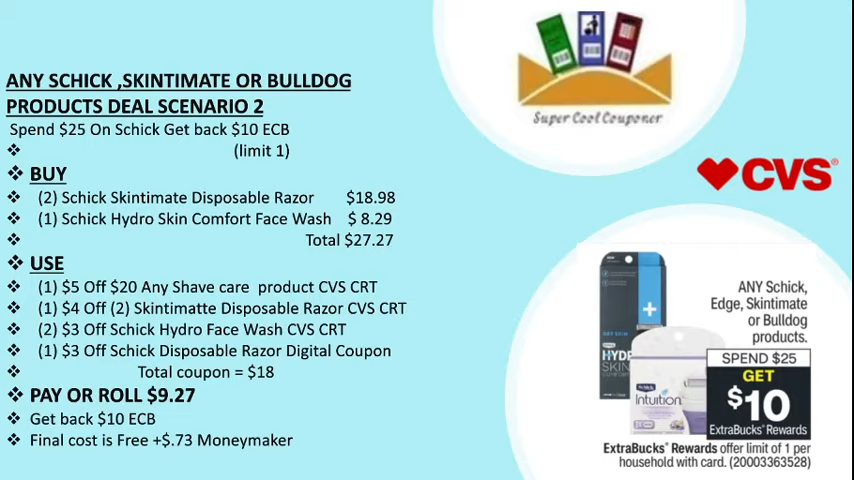 ANY SCHICK ,SKINTIMATE OR BULLDOG
PRODUCTS DEAL SCENARIO 2
Spend $25 On Schick Get back $10 ECB
(limit 1)
BUY
(2) Schick Skintimate Disposable Razor $18.98
(1) Schick Hydro Skin Comfort Face Wash $ 8.29
Total $27.27
USE
(1) $5 Off $20 Any Shave care product CVS CRT
(1) $4 Off (2) Skintimatte Disposable Razor CVS CRT
(2) $3 Off Schick Hydro Face Wash CVS CRT
(1) $3 Off Schick Disposable Razor Digital Coupon
Total coupon = $18
PAY OR ROLL $9.27
Get back $10 ECB
Final cost is Free +$.73 Moneymaker
Super Cool Couponer
CVS®
ANY Schick,
Edge, Skintimate
or Bulldog
products.
SPEND $25
GET
$10
ExtraBucks® Rewards
HYDR
SKIN
Schick
Intuition
ExtraBucks® Rewards offer limit of 1 per
household with card. (20003363528)